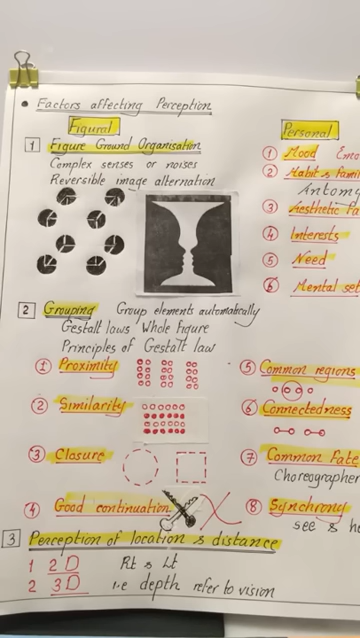 • Factors affecting Perception
Figural
1 Figure Ground Organisation
Complex senses or noises
Reversible image alternation
2 Grouping Group elements automatically
Gestalt laws Whole figure
Principles of Gestalt law
1 Proximity
2 Similarity
3 Closure
4 Good continuation
5 Common regions
6 Connectedness
7 Common Fate
Choreographer
8 Synchrony
see &
3 Perception of location & distance
1 2D Rt & Lt
2 3D i.e depth refer to vision
Personal
1 Mood
2 Habit &
3 Aesthetic
4 Interests
5 Need
6 Mental set